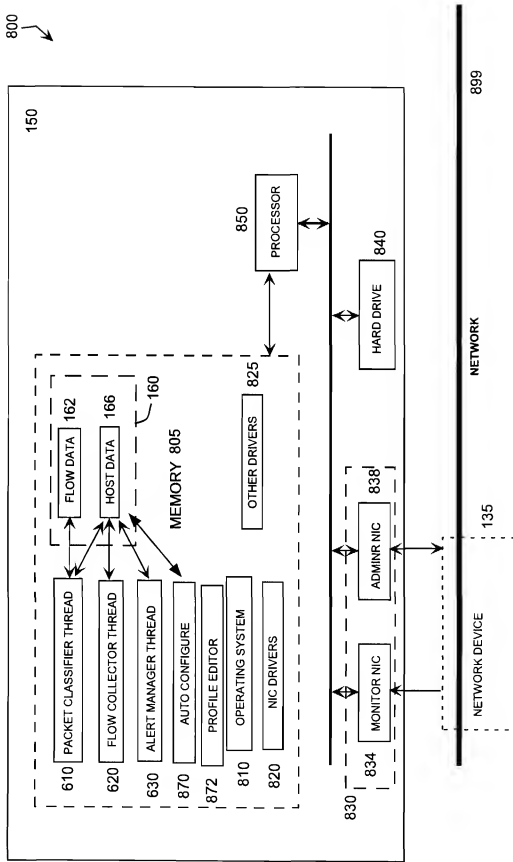 800
150
610 PACKET CLASSIFIER THREAD
620 FLOW COLLECTOR THREAD
630 ALERT MANAGER THREAD
870 AUTO CONFIGURE
872 PROFILE EDITOR
810 OPERATING SYSTEM
820 NIC DRIVERS
FLOW DATA 162
HOST DATA 166
160
MEMORY 805
OTHER DRIVERS 825
PROCESSOR 850
HARD DRIVE 840
830
834 MONITOR NIC
ADMINR NIC 838
NETWORK DEVICE 135
NETWORK 899